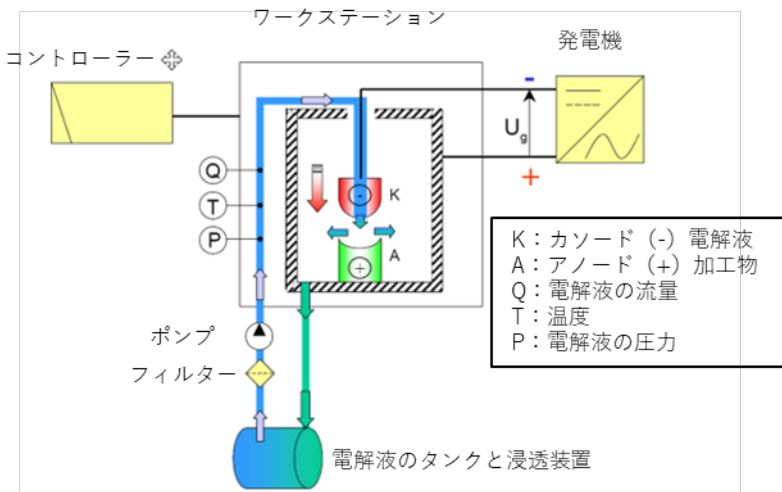 ワークステーション
コントローラー
発電機
-
U_g
+
Q
T
P
-
K
A
+
K：カソード（-）電解液
A：アノード（+）加工物
Q：電解液の流量
T：温度
P：電解液の圧力
ポンプ
フィルター
電解液のタンクと浸透装置